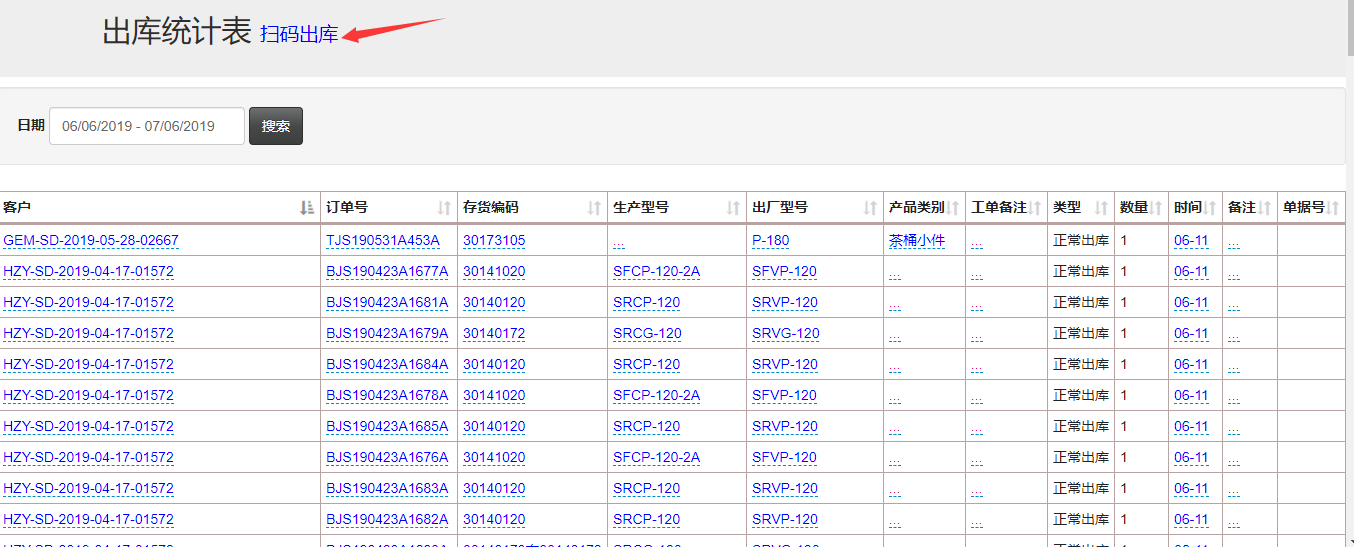 出库统计表 扫码出库
日期 06/06/2019 - 07/06/2019 搜索
客户 订单号 存货编码 生产型号 出厂型号 产品类别 工单备注 类型 数量 时间 备注 单据号
GEM-SD-2019-05-28-02667 TJS190531A453A 30173105 ... P-180 茶桶小件 ... 正常出库 1 06-11 ...
HZY-SD-2019-04-17-01572 BJS190423A1677A 30141020 SFCP-120-2A SFVP-120 ... ... 正常出库 1 06-11 ...
HZY-SD-2019-04-17-01572 BJS190423A1681A 30140120 SRCP-120 SRVP-120 ... ... 正常出库 1 06-11 ...
HZY-SD-2019-04-17-01572 BJS190423A1679A 30140172 SRCG-120 SRVG-120 ... ... 正常出库 1 06-11 ...
HZY-SD-2019-04-17-01572 BJS190423A1684A 30140120 SRCP-120 SRVP-120 ... ... 正常出库 1 06-11 ...
HZY-SD-2019-04-17-01572 BJS190423A1678A 30141020 SFCP-120-2A SFVP-120 ... ... 正常出库 1 06-11 ...
HZY-SD-2019-04-17-01572 BJS190423A1685A 30140120 SRCP-120 SRVP-120 ... ... 正常出库 1 06-11 ...
HZY-SD-2019-04-17-01572 BJS190423A1676A 30141020 SFCP-120-2A SFVP-120 ... ... 正常出库 1 06-11 ...
HZY-SD-2019-04-17-01572 BJS190423A1683A 30140120 SRCP-120 SRVP-120 ... ... 正常出库 1 06-11 ...
HZY-SD-2019-04-17-01572 BJS190423A1682A 30140120 SRCP-120 SRVP-120 ... ... 正常出库 1 06-11 ...